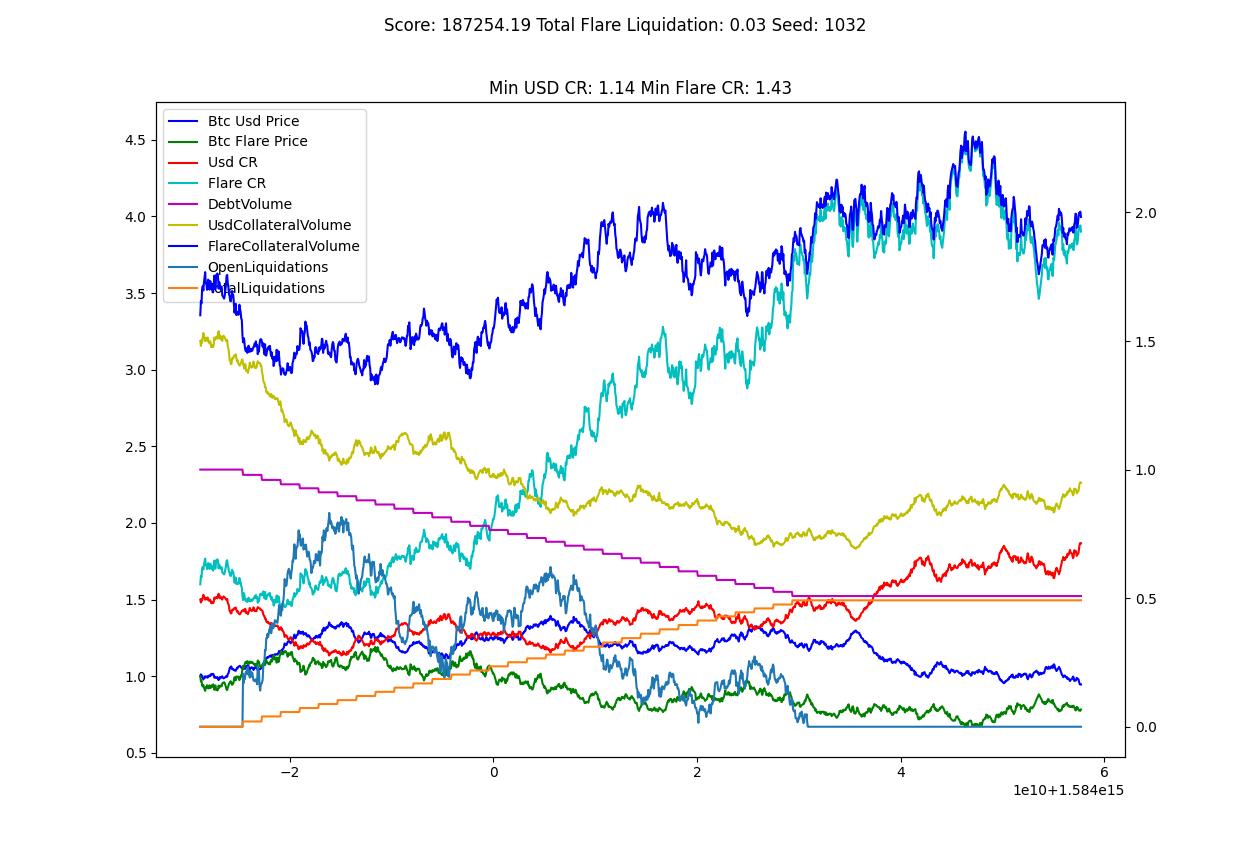 Score: 187254.19 Total Flare Liquidation: 0.03 Seed: 1032
Min USD CR: 1.14 Min Flare CR: 1.43
Btc Usd Price
Btc Flare Price
Usd CR
Flare CR
DebtVolume
UsdCollateralVolume
FlareCollateralVolume
OpenLiquidations
TotalLiquidations
4.5
4.0
3.5
3.0
2.5
2.0
1.5
1.0
0.5
2.0
1.5
1.0
0.5
0.0
−2
0
2
4
6
1e10+1.584e15